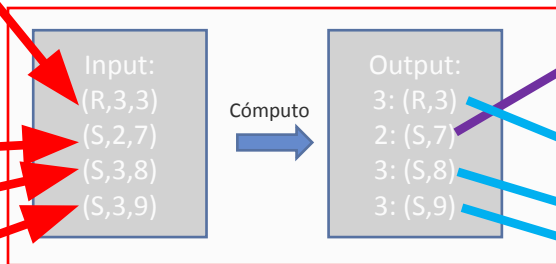 Input:
(R,3,3)
(S,2,7)
(S,3,8)
(S,3,9)
Cómputo
Output:
3: (R,3)
2: (S,7)
3: (S,8)
3: (S,9)